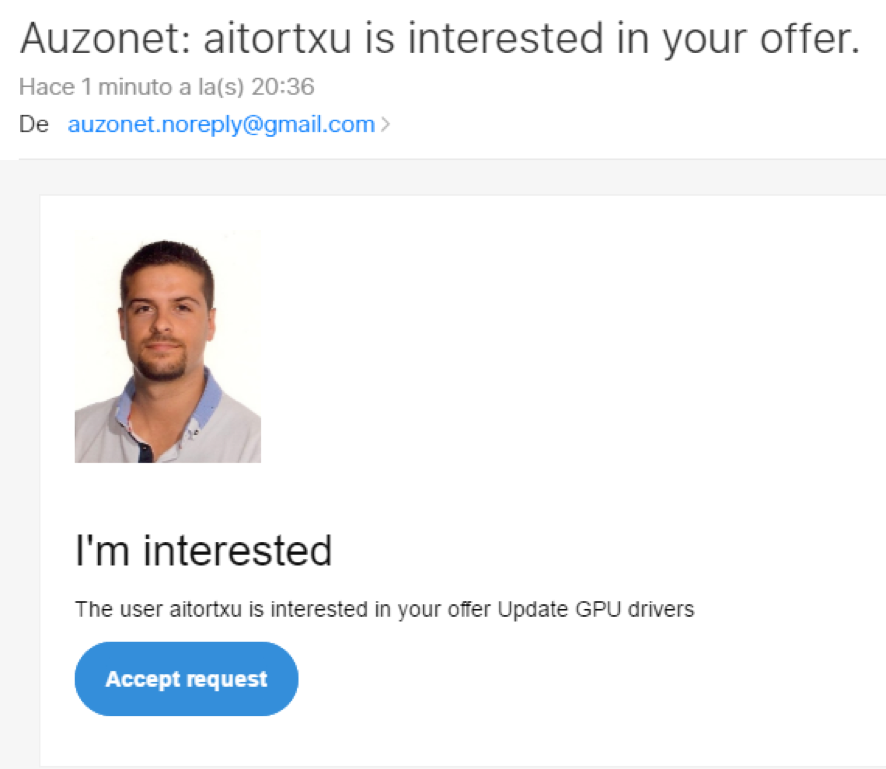 Auzonet: aitortxu is interested in your offer.
Hace 1 minuto a la(s) 20:36
De auzonet.noreply@gmail.com >
I'm interested
The user aitortxu is interested in your offer Update GPU drivers
Accept request